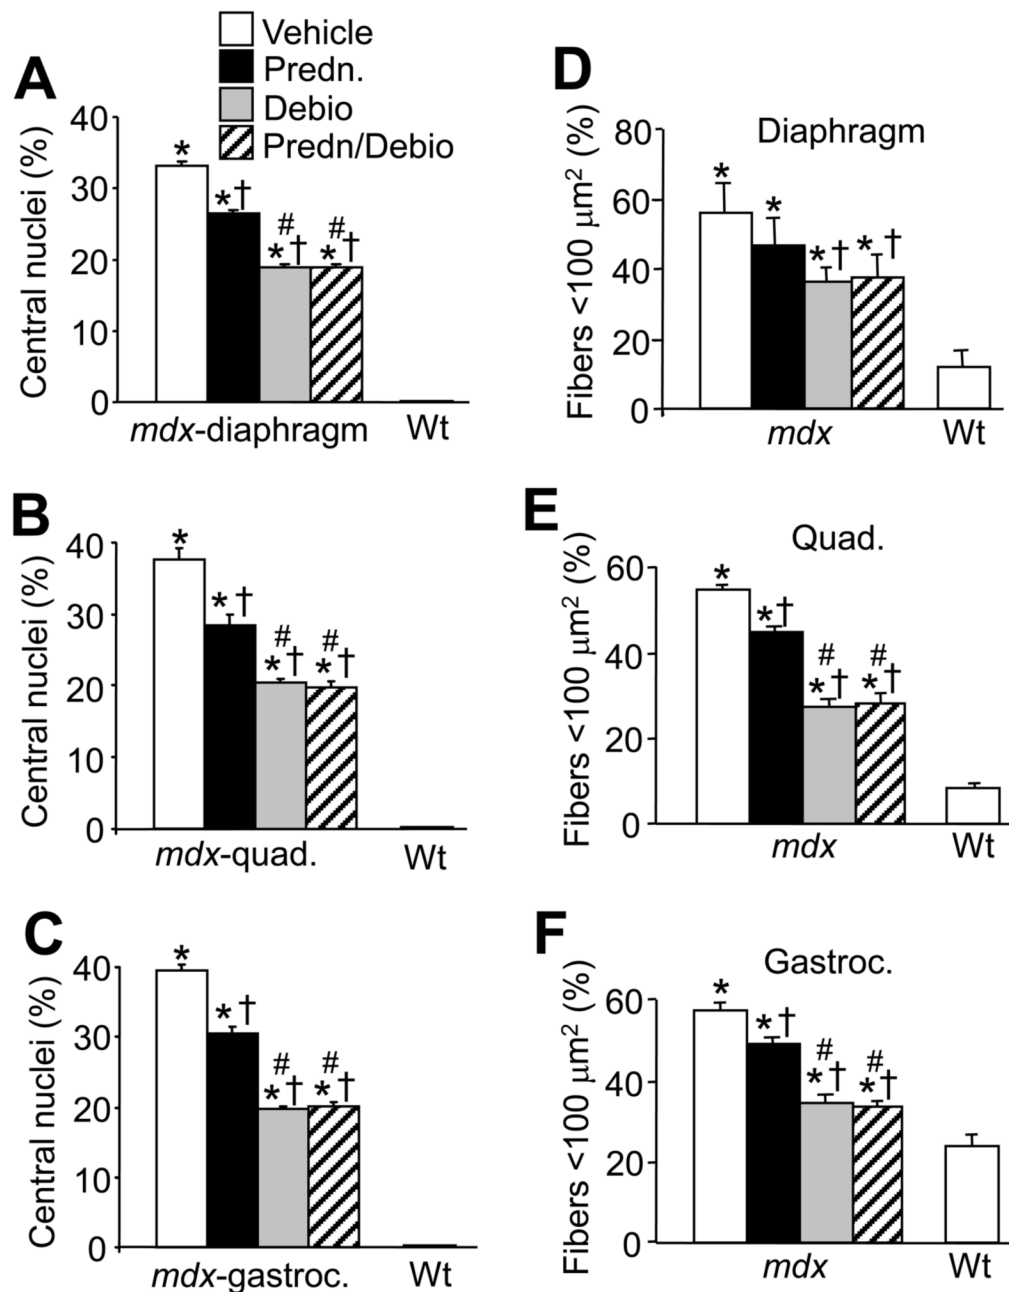 Vehicle
Predn.
Debio
Predn/Debio
A
Central nuclei (%)
40
30
20
10
0
*
*†
#
*†
#
*†
mdx-diaphragm Wt
B
Central nuclei (%)
40
30
20
10
0
*
*†
#
*†
#
*†
mdx-quad. Wt
C
Central nuclei (%)
40
30
20
10
0
*
*†
#
*†
#
*†
mdx-gastroc. Wt
D
Diaphragm
Fibers <100 μm²  (%)
80
60
40
20
0
*
*
*†
*†
mdx Wt
E
Quad.
Fibers <100 μm² (%)
60
40
20
0
*
*†
#
*†
#
*†
mdx Wt
F
Gastroc.
Fibers <100 μm² (%)
60
40
20
0
*
*†
#
*†
#
*†
mdx Wt